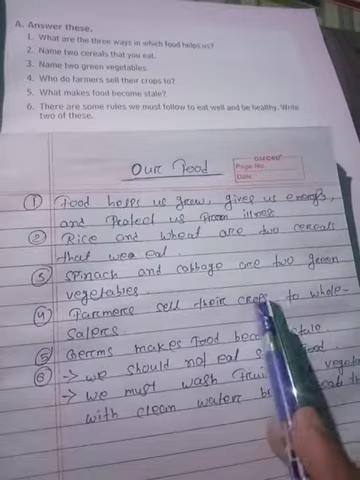 A. Answer these.
1. What are the three ways in which food helps us?
2. Name two cereals that you eat.
3. Name two green vegetables.
4. Who do farmers sell their crops to?
5. What makes food become stale?
6. There are some rules we must follow to eat well and be healthy. Write
two of these.
Our Food
Page No.
Date
① Food helps us grow, gives us energy,
and Protect us From illness
② Rice and wheat are two cereals
that we eat.
③ Spinach and cabbage are two green
vegetables
④ Farmers sell their crops to whole-
salers.
⑤ Germs makes food
⑥ → we should not eat
→ we must wash
with clean water